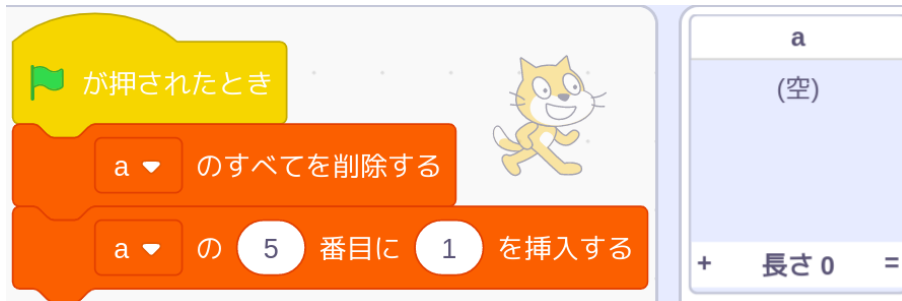 が押されたとき
a のすべてを削除する
a の 5 番目に 1 を挿入する
a
(空)
+ 長さ 0 =